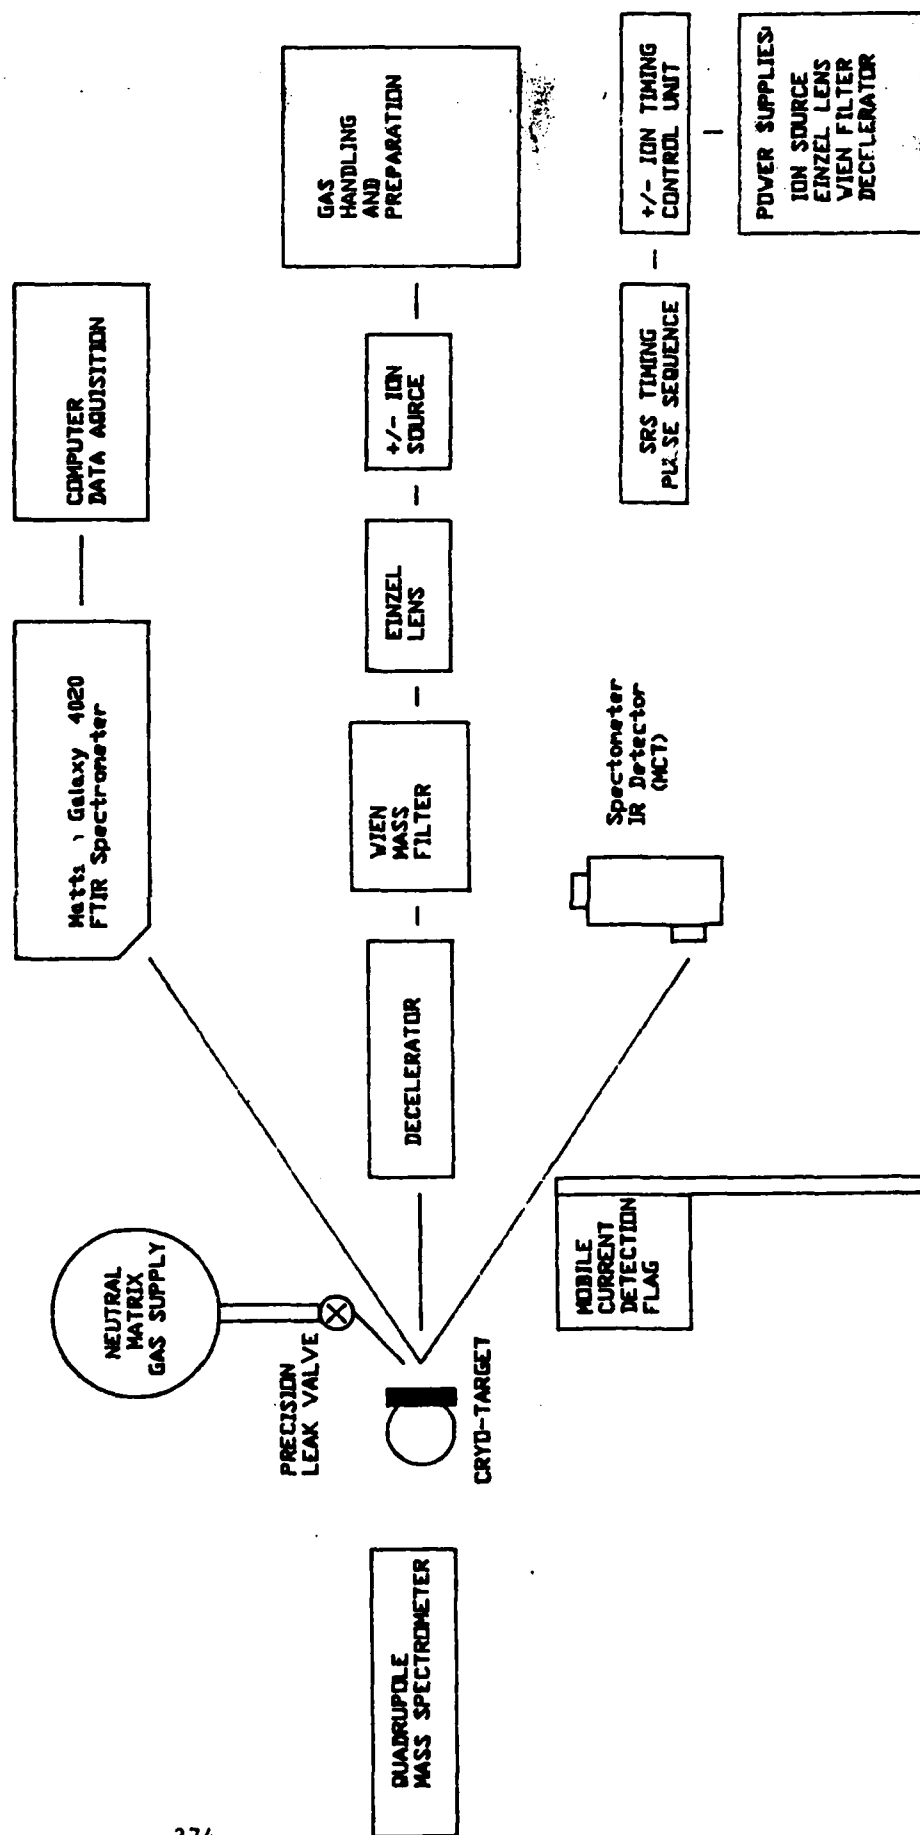 NEUTRAL
MATRIX
GAS SUPPLY
Galaxy 4020
FTIR Spectrometer
COMPUTER
DATA AQUISITION
PRECISION
LEAK VALVE
QUADRUPOLE
MASS SPECTROMETER
CRYO-TARGET
DECELERATOR
WIEN
MASS
FILTER
EINZEL
LENS
+/- ION
SOURCE
GAS
HANDLING
AND
PREPARATION
MOBILE
CURRENT
DETECTION
FLAG
Spectometer
IR Detector
(MCT)
SRS TIMING
PULSE SEQUENCE
+/- ION TIMING
CONTROL UNIT
POWER SUPPLIES:
ION SOURCE
EINZEL LENS
WIEN FILTER
DECELERATOR